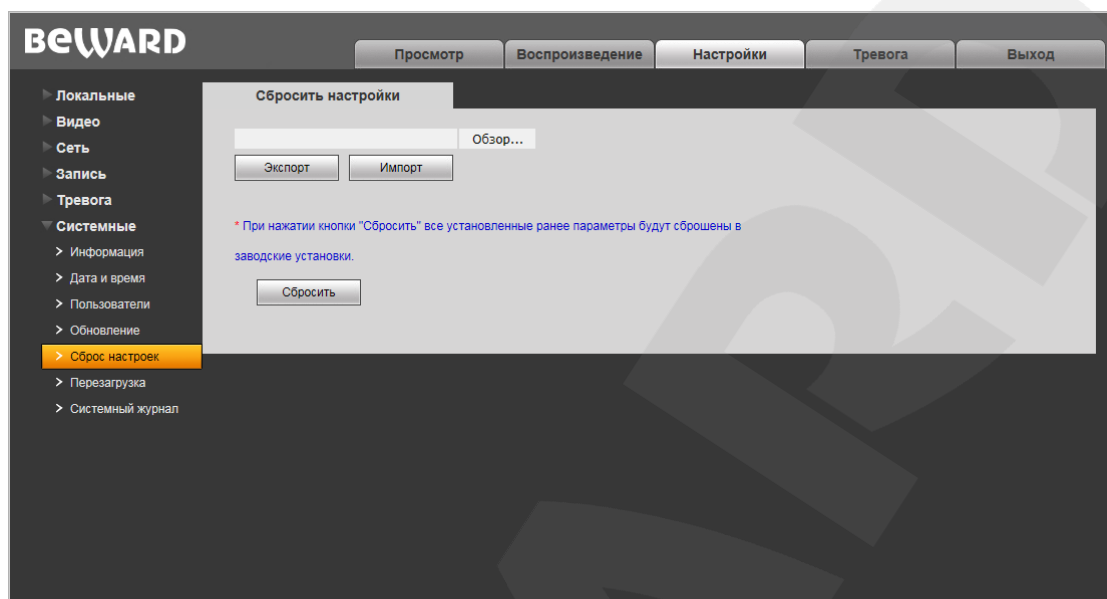 BEWARD
Просмотр
Воспроизведение
Настройки
Тревога
Выход
Локальные
Видео
Сеть
Запись
Тревога
Системные
Информация
Дата и время
Пользователи
Обновление
Сброс настроек
Перезагрузка
Системный журнал
Сбросить настройки
Обзор...
Экспорт
Импорт
* При нажатии кнопки "Сбросить" все установленные ранее параметры будут сброшены в
заводские установки.
Сбросить